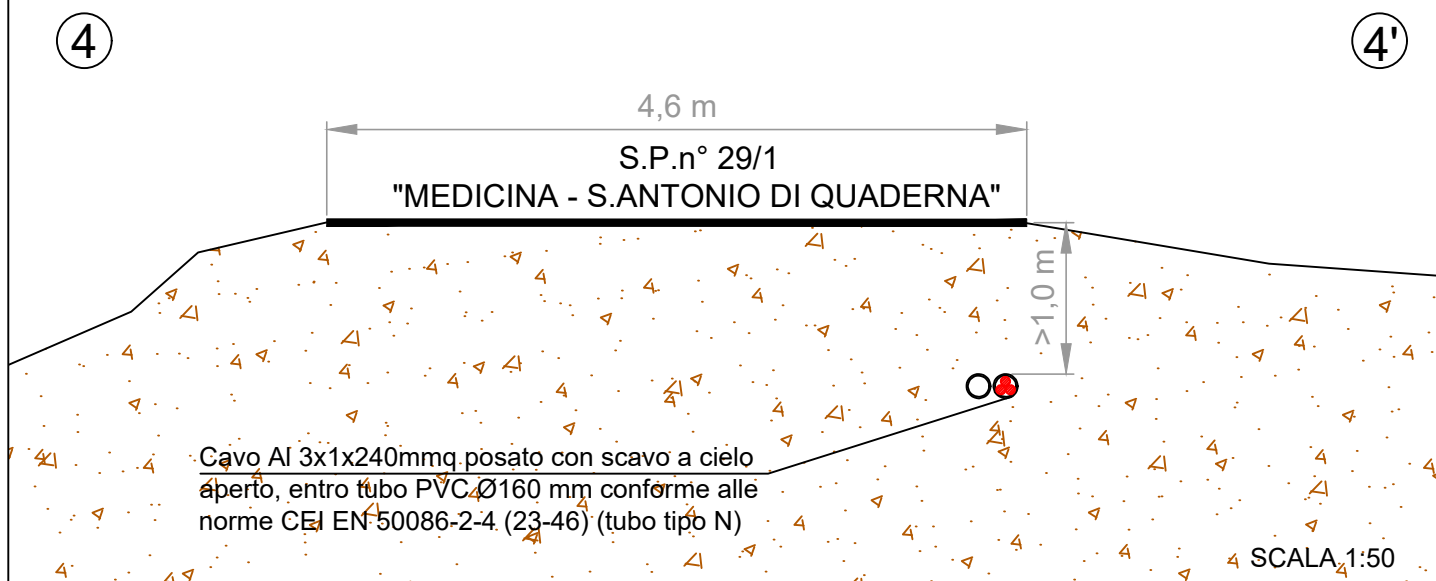 4
4'
4,6 m
S.P.n° 29/1
"MEDICINA - S.ANTONIO DI QUADERNA"
>1,0 m
Cavo Al 3x1x240mmq posato con scavo a cielo
aperto, entro tubo PVC Ø160 mm conforme alle
norme CEI EN 50086-2-4 (23-46) (tubo tipo N)
SCALA 1:50